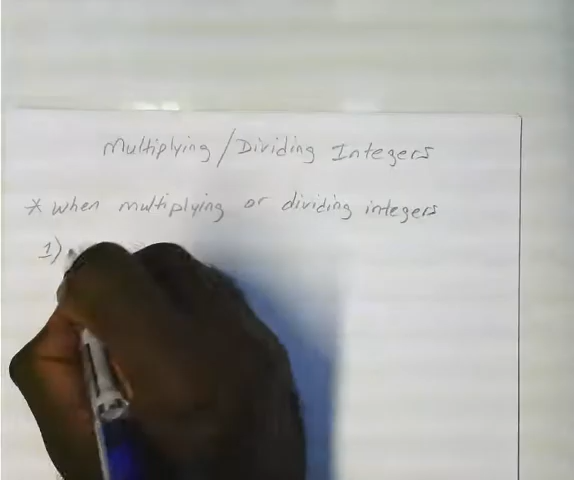 Multiplying/Dividing Integers
* when multiplying or dividing integers
1)